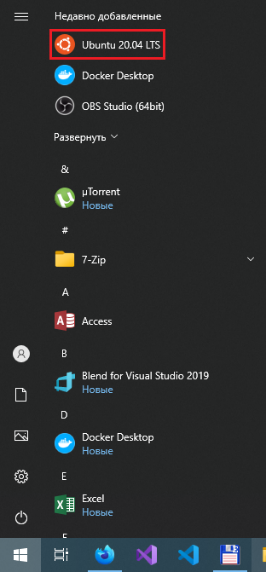 Недавно добавленные
Ubuntu 20.04 LTS
Docker Desktop
OBS Studio (64bit)
Развернуть
&
µTorrent
Новые
#
7-Zip
A
Access
B
Blend for Visual Studio 2019
Новые
D
Docker Desktop
Новые
E
Excel
Новые
F